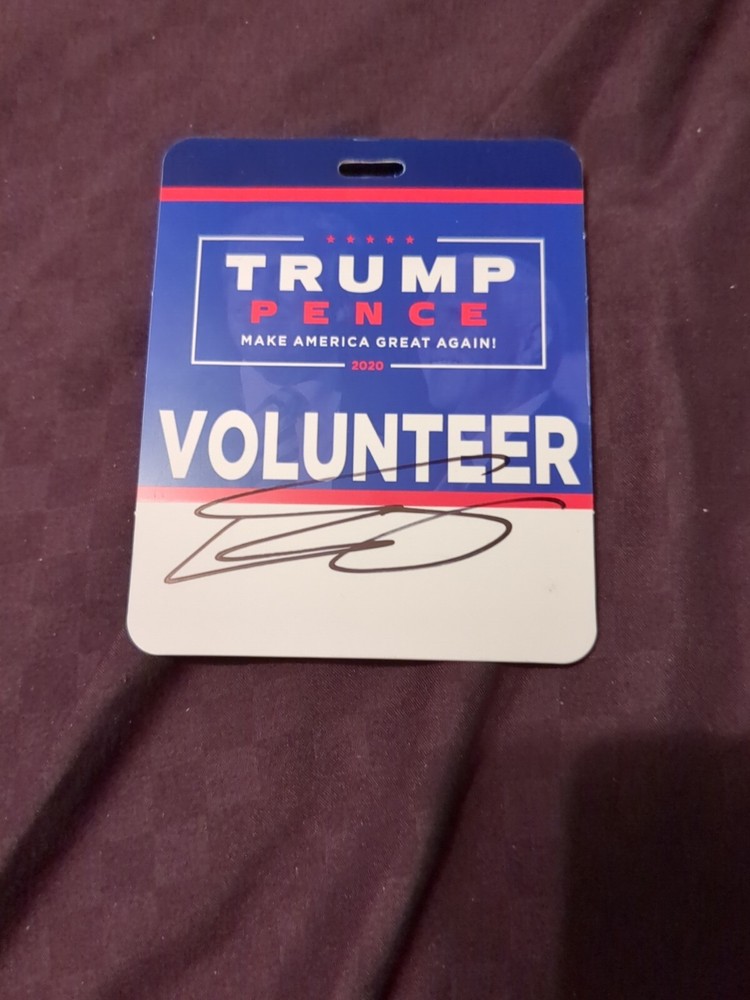 TRUMP
PENCE
MAKE AMERICA GREAT AGAIN!
2020
VOLUNTEER